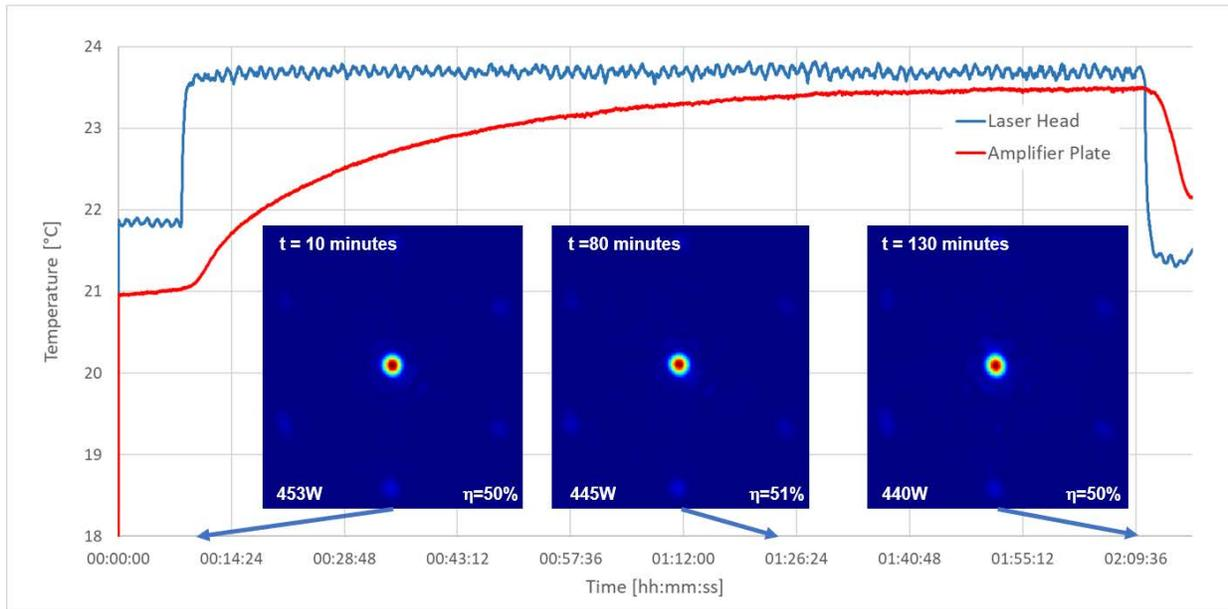 24
23
22
21
20
19
18
Temperature [°C]
Laser Head
Amplifier Plate
t = 10 minutes
453W η=50%
t =80 minutes
445W η=51%
t = 130 minutes
440W η=50%
00:00:00 00:14:24 00:28:48 00:43:12 00:57:36 01:12:00 01:26:24 01:40:48 01:55:12 02:09:36
Time [hh:mm:ss]